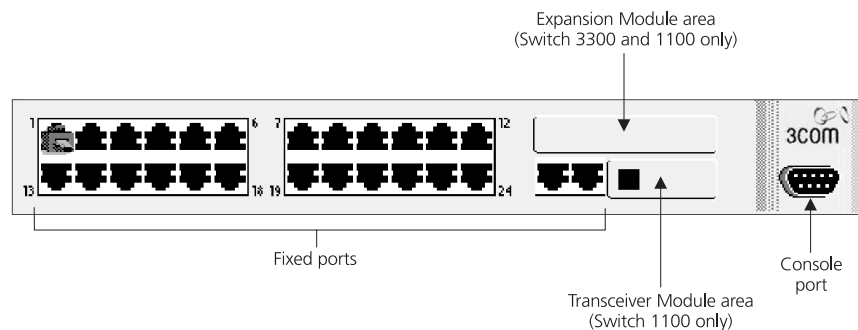 Expansion Module area
(Switch 3300 and 1100 only)
1
6
7
12
3COM
13
18
19
24
Fixed ports
Console
port
Transceiver Module area
(Switch 1100 only)